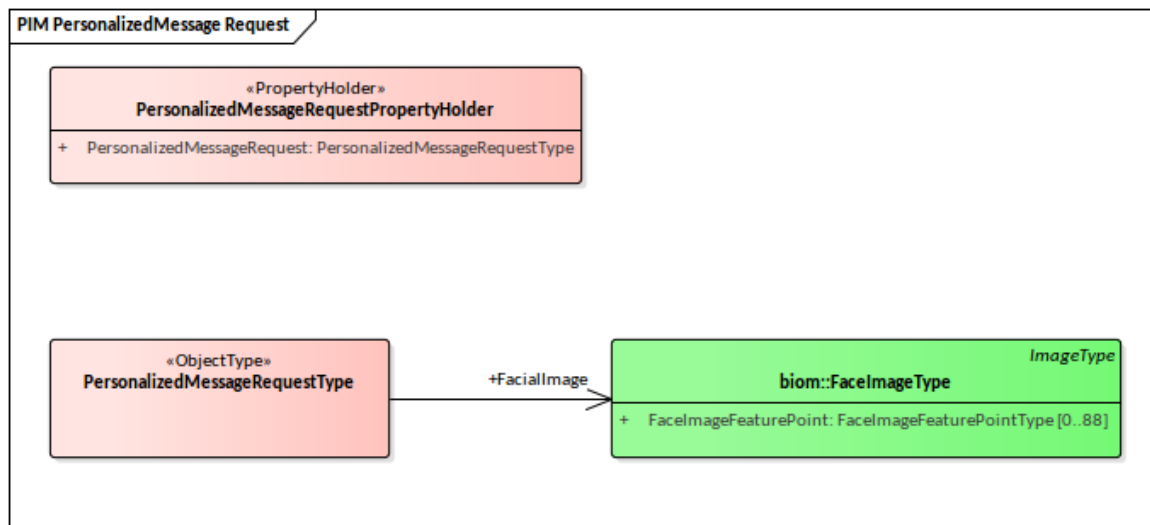 PIM PersonalizedMessage Request
«PropertyHolder»
PersonalizedMessageRequestPropertyHolder
+ PersonalizedMessageRequest: PersonalizedMessageRequestType
«ObjectType»
PersonalizedMessageRequestType
+FacialImage
ImageType
biom::FaceImageType
+ FaceImageFeaturePoint: FaceImageFeaturePointType [0..88]